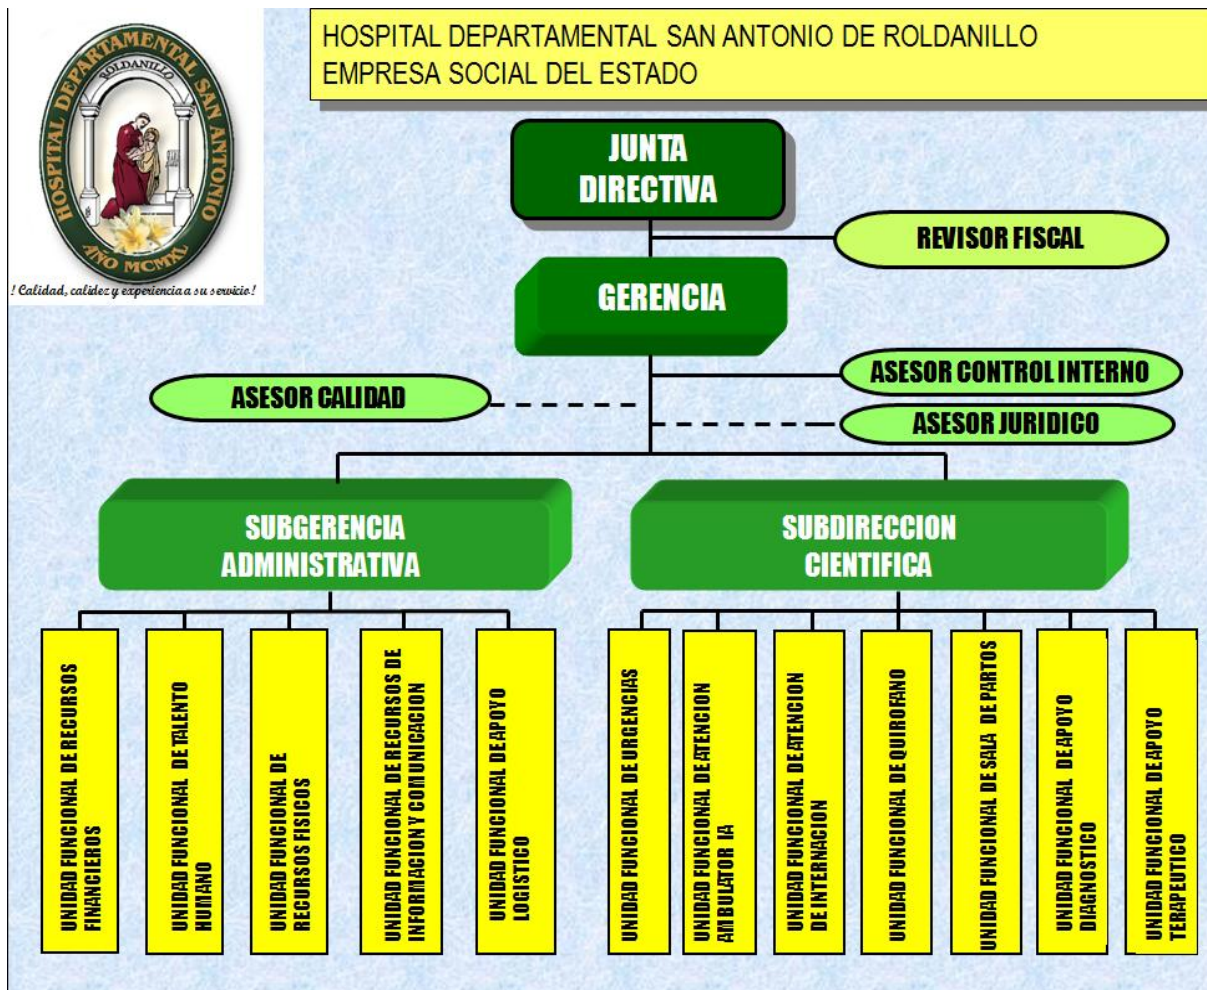 HOSPITAL DEPARTAMENTAL SAN ANTONIO
ROLDANILLO
AÑO MCMXL
! Calidad, calidez y experiencia a su servicio!
HOSPITAL DEPARTAMENTAL SAN ANTONIO DE ROLDANILLO
EMPRESA SOCIAL DEL ESTADO
JUNTA
DIRECTIVA
REVISOR FISCAL
GERENCIA
ASESOR CONTROL INTERNO
ASESOR CALIDAD
ASESOR JURIDICO
SUBGERENCIA
ADMINISTRATIVA
SUBDIRECCION
CIENTIFICA
UNIDAD FUNCIONAL DE RECURSOS
FINANCIEROS
UNIDAD FUNCIONAL DE TALENTO
HUMANO
UNIDAD FUNCIONAL DE
RECURSOS FISICOS
UNIDAD FUNCIONAL DE RECURSOS DE
INFORMACION Y COMUNICACION
UNIDAD FUNCIONAL DE APOYO
LOGISTICO
UNIDAD FUNCIONAL DE URGENCIAS
UNIDAD FUNCIONAL DE ATENCION
AMBULATOR IA
UNIDAD FUNCIONAL DE ATENCION
DE INTERNACION
UNIDAD FUNCIONAL DE QUIROFANO
UNIDAD FUNCIONAL DE SALA DE PARTOS
UNIDAD FUNCIONAL DE APOYO
DIAGNOSTICO
UNIDAD FUNCIONAL DE APOYO
TERAPEUTICO